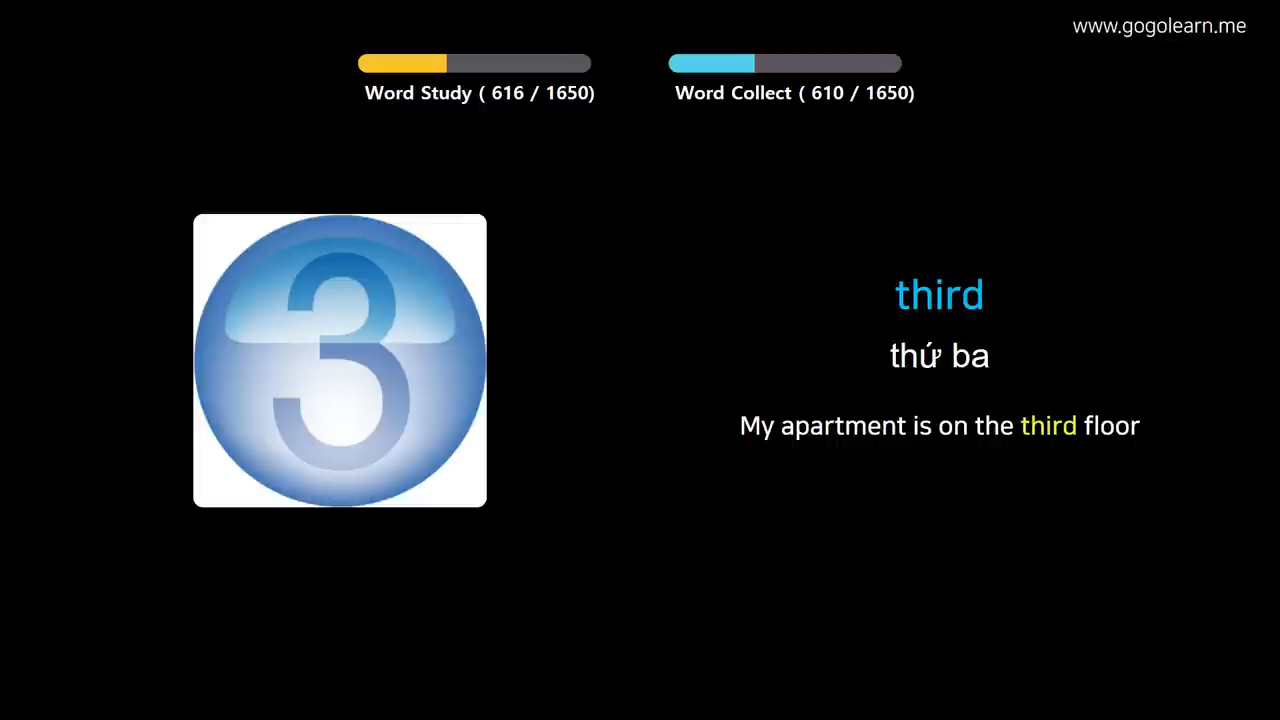 www.gogolearn.me
Word Study ( 616 / 1650)
Word Collect ( 610 / 1650)
3
third
thứ ba
My apartment is on the third floor